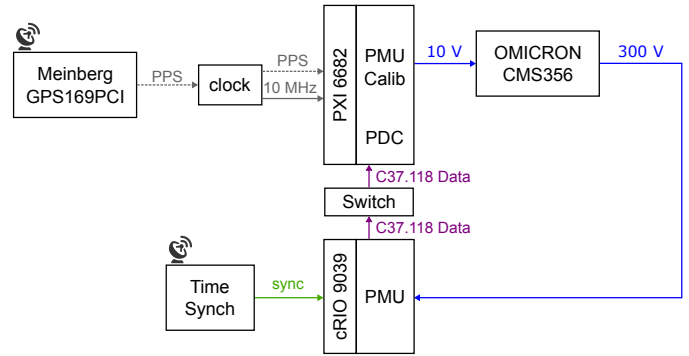 Meinberg
GPS169PCI
PPS
clock
PPS
10 MHz
PXI 6682
PMU
Calib
PDC
10 V
OMICRON
CMS356
300 V
C37.118 Data
Switch
C37.118 Data
Time
Synch
sync
cRIO 9039
PMU